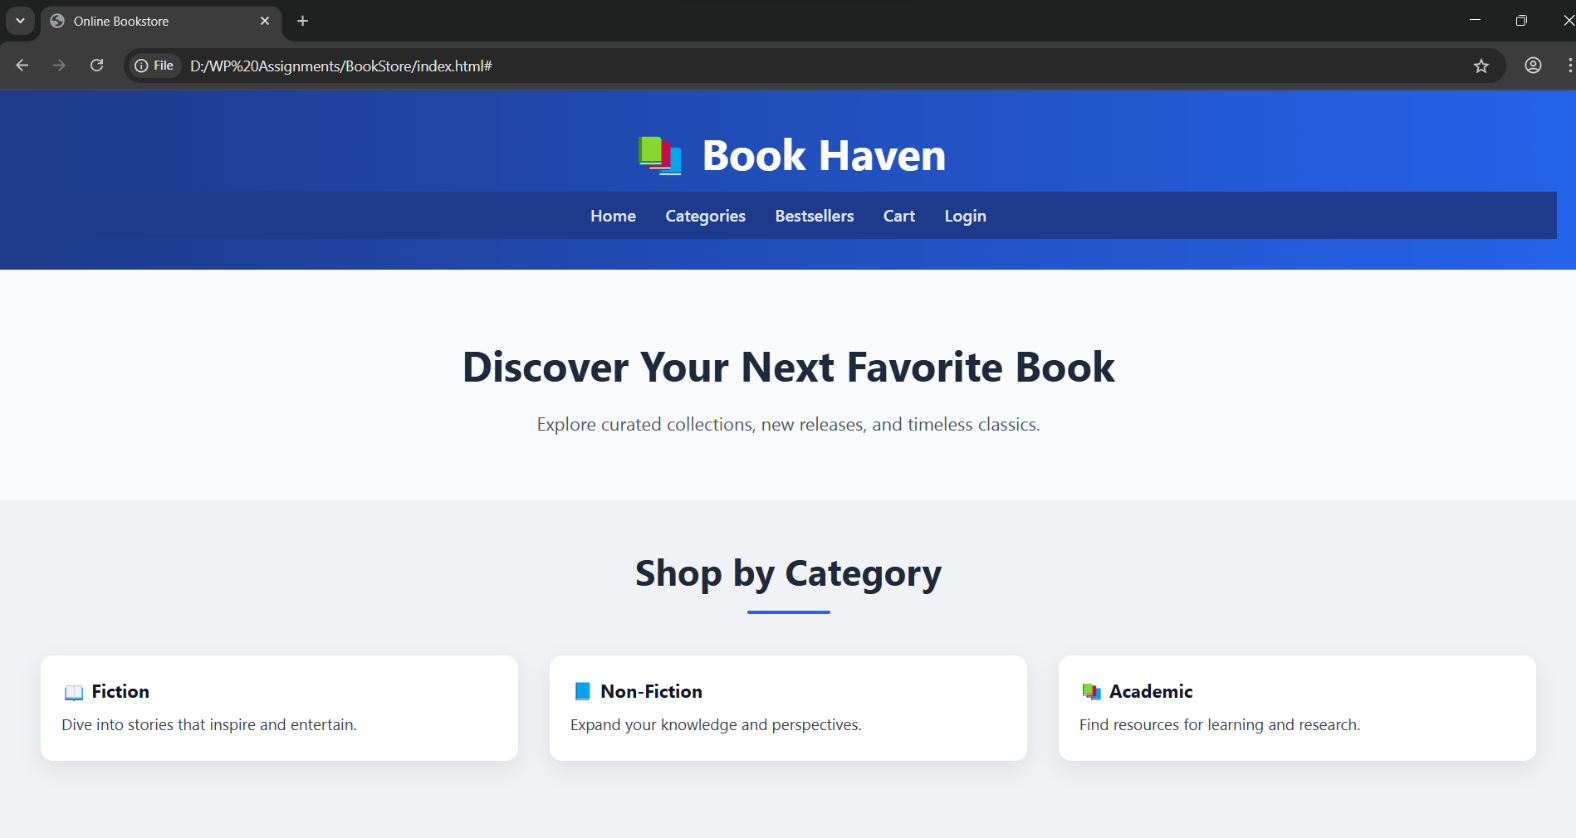 Online Bookstore
File D:/WP%20Assignments/BookStore/index.html#
Book Haven
Home Categories Bestsellers Cart Login
Discover Your Next Favorite Book
Explore curated collections, new releases, and timeless classics.
Shop by Category
Fiction
Dive into stories that inspire and entertain.
Non-Fiction
Expand your knowledge and perspectives.
Academic
Find resources for learning and research.